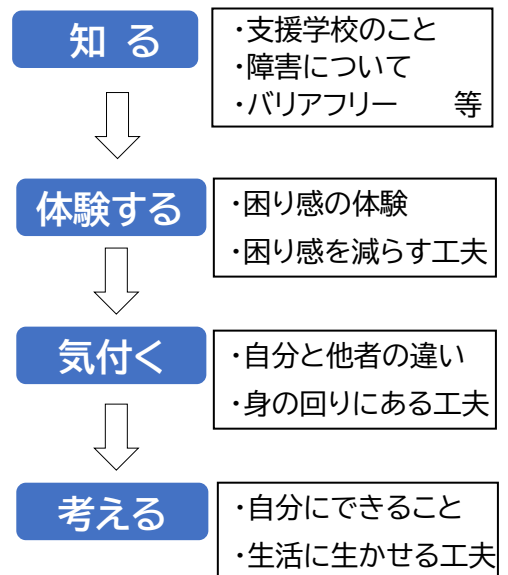 知 る
・支援学校のこと
・障害について
・バリアフリー　　等
体験する
・困り感の体験
・困り感を減らす工夫
気付く
・自分と他者の違い
・身の回りにある工夫
考える
・自分にできること
・生活に生かせる工夫